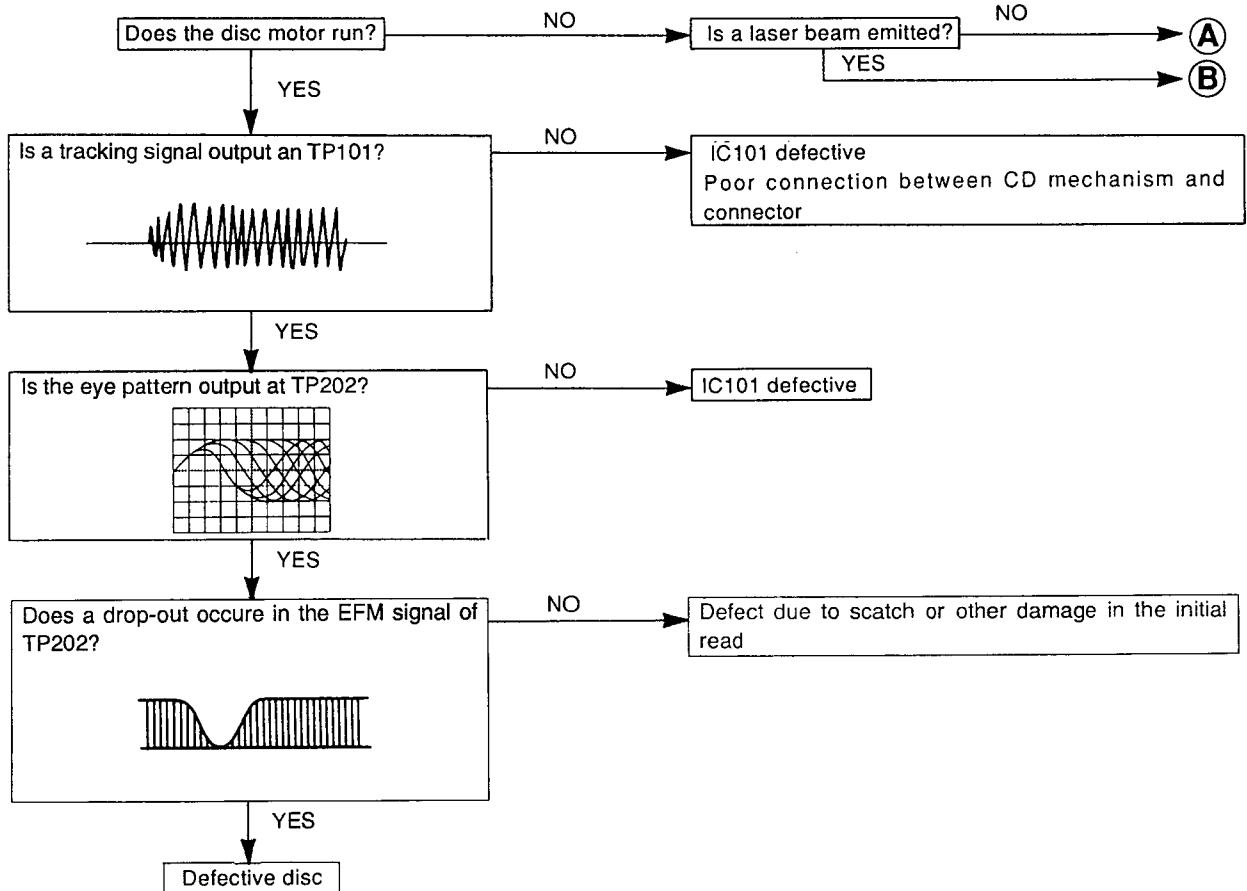 Does the disc motor run?
NO
Is a laser beam emitted?
NO
A
YES
B
YES
Is a tracking signal output an TP101?
NO
IC101 defective
Poor connection between CD mechanism and
connector
YES
Is the eye pattern output at TP202?
NO
IC101 defective
YES
Does a drop-out occure in the EFM signal of
TP202?
NO
Defect due to scatch or other damage in the initial
read
YES
Defective disc